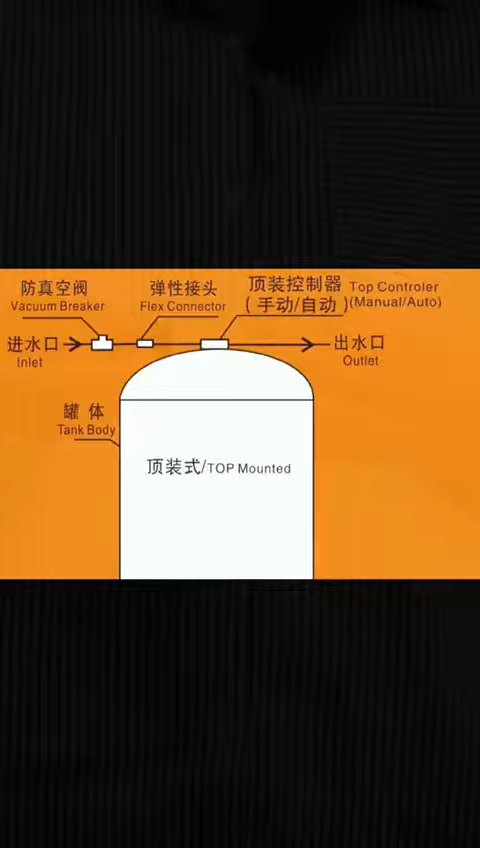 防真空阀
Vacuum Breaker
弹性接头
Flex Connector
顶装控制器
(手动/自动)
Top Controler
(Manual/Auto)
进水口
Inlet
出水口
Outlet
罐 体
Tank Body
顶装式/TOP Mounted